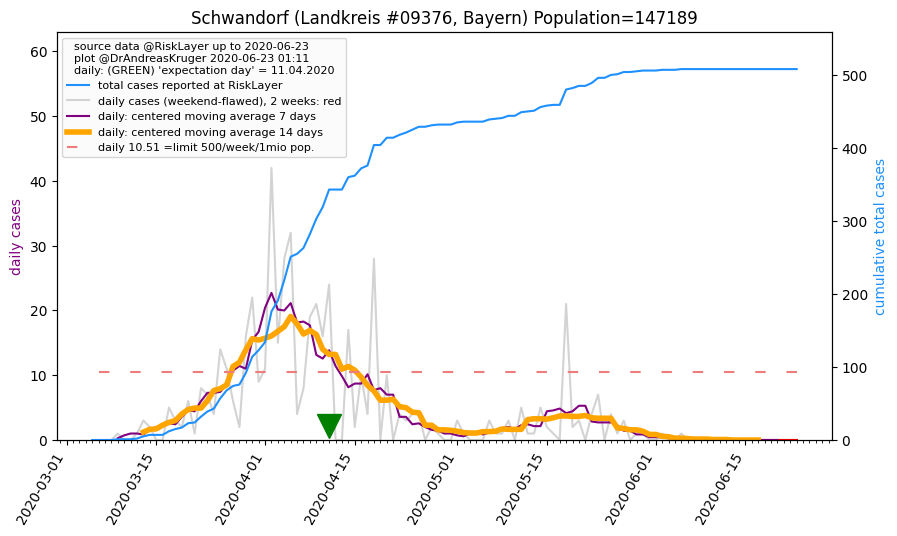 Schwandorf (Landkreis #09376, Bayern) Population=147189
source data @RiskLayer up to 2020-06-23
plot @DrAndreasKruger 2020-06-23 01:11
daily: (GREEN) 'expectation day' = 11.04.2020
total cases reported at RiskLayer
daily cases (weekend-flawed), 2 weeks: red
daily: centered moving average 7 days
daily: centered moving average 14 days
daily 10.51 =limit 500/week/1mio pop.
daily cases
60
50
40
30
20
10
0
cumulative total cases
500
400
300
200
100
0
2020-03-01
2020-03-15
2020-04-01
2020-04-15
2020-05-01
2020-05-15
2020-06-01
2020-06-15